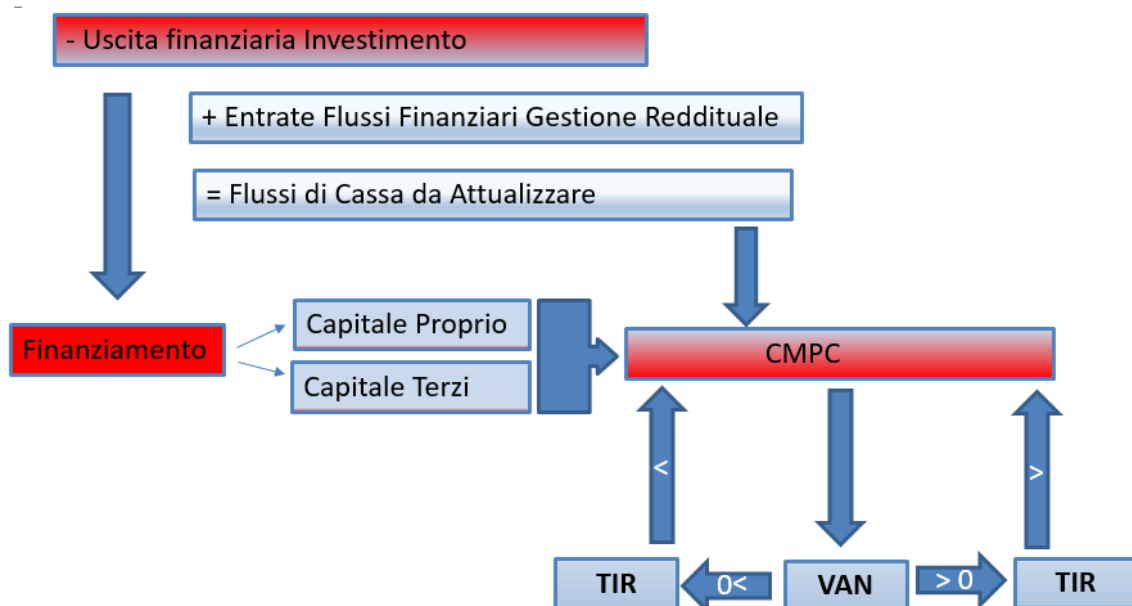 - Uscita finanziaria Investimento
+ Entrate Flussi Finanziari Gestione Reddituale
= Flussi di Cassa da Attualizzare
Finanziamento
Capitale Proprio
Capitale Terzi
CMPC
<
>
TIR
0<
VAN
> 0
TIR